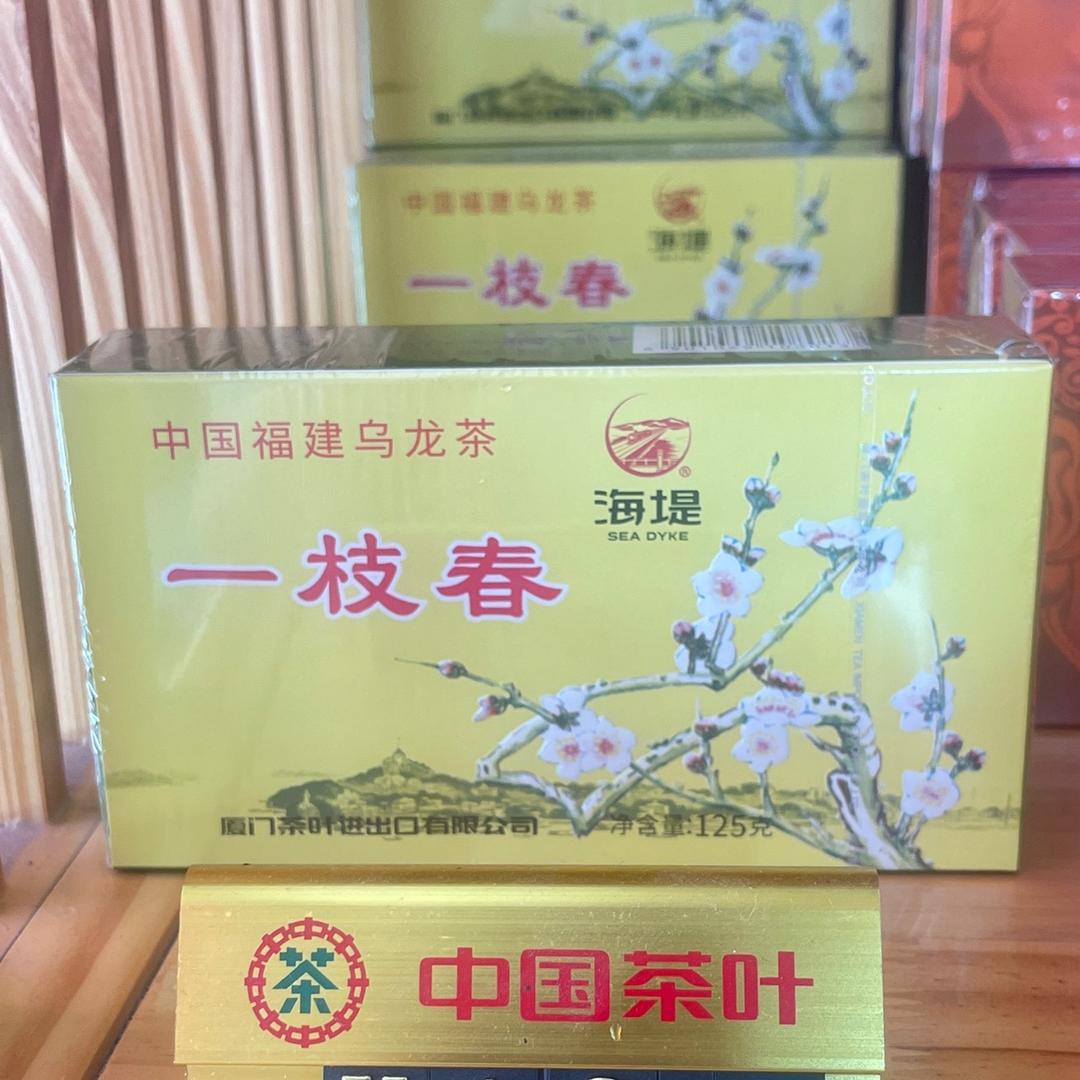 中国福建乌龙茶
海堤
一枝春
中国福建乌龙茶
海堤
SEA DYKE
一枝春
厦门茶叶进出口有限公司
净含量:125克
茶
中国茶叶